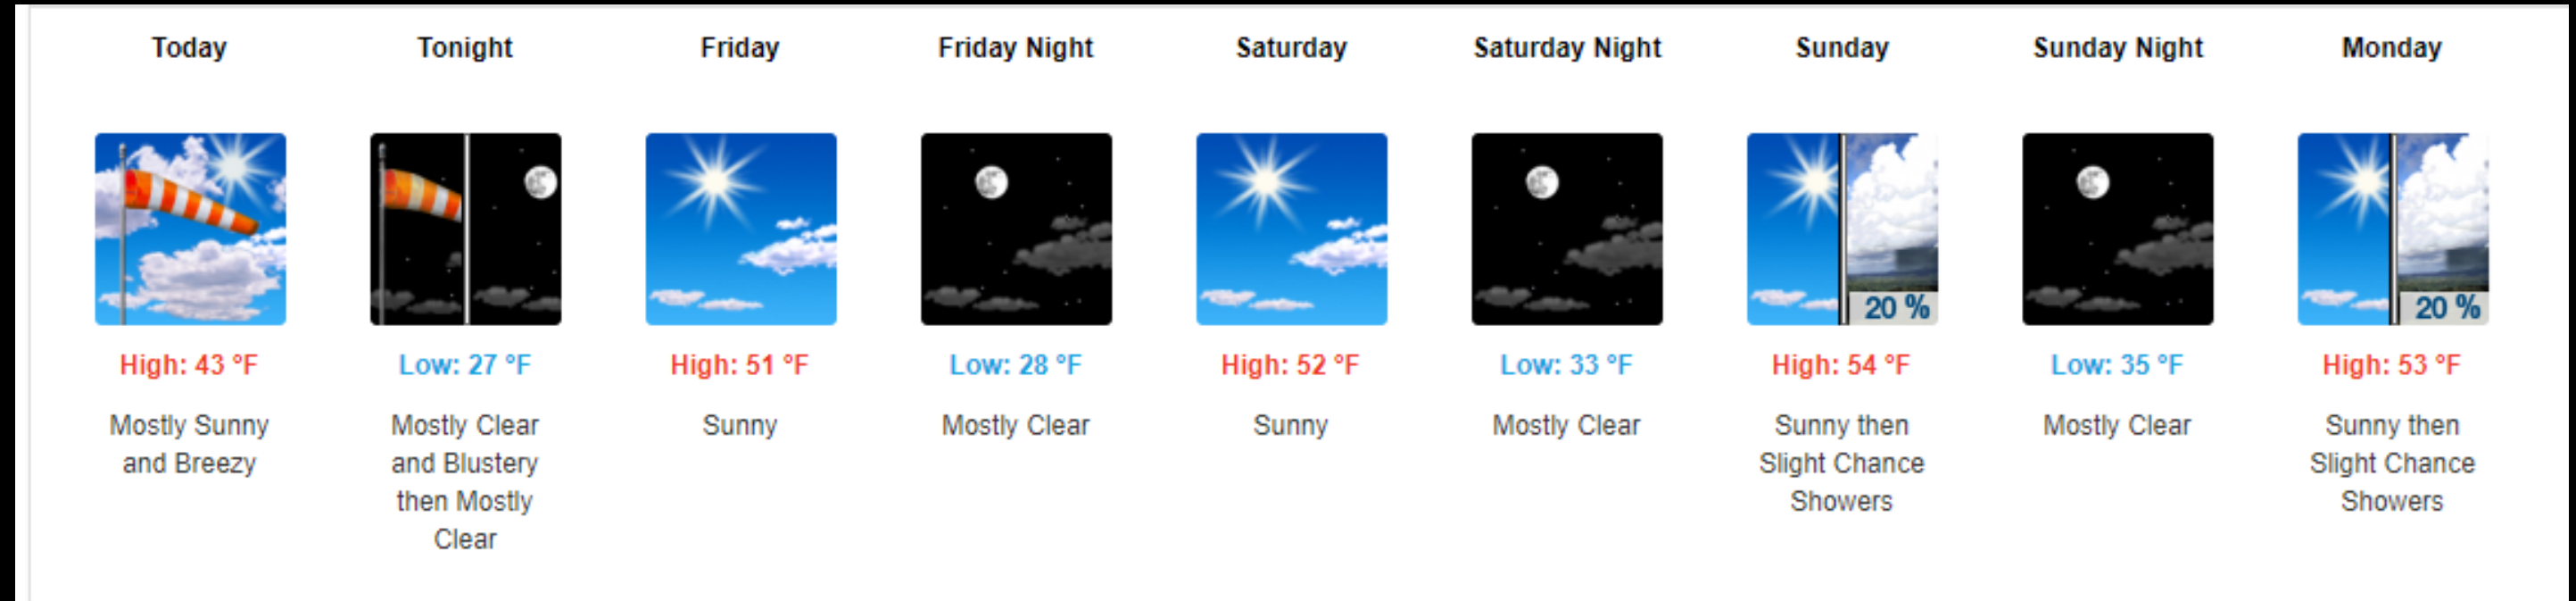 Today
Tonight
Friday
Friday Night
Saturday
Saturday Night
Sunday
Sunday Night
Monday
20 %
20 %
High: 43 °F
Low: 27 °F
High: 51 °F
Low: 28 °F
High: 52 °F
Low: 33 °F
High: 54 °F
Low: 35 °F
High: 53 °F
Mostly Sunny
and Breezy
Mostly Clear
and Blustery
then Mostly
Clear
Sunny
Mostly Clear
Sunny
Mostly Clear
Sunny then
Slight Chance
Showers
Mostly Clear
Sunny then
Slight Chance
Showers